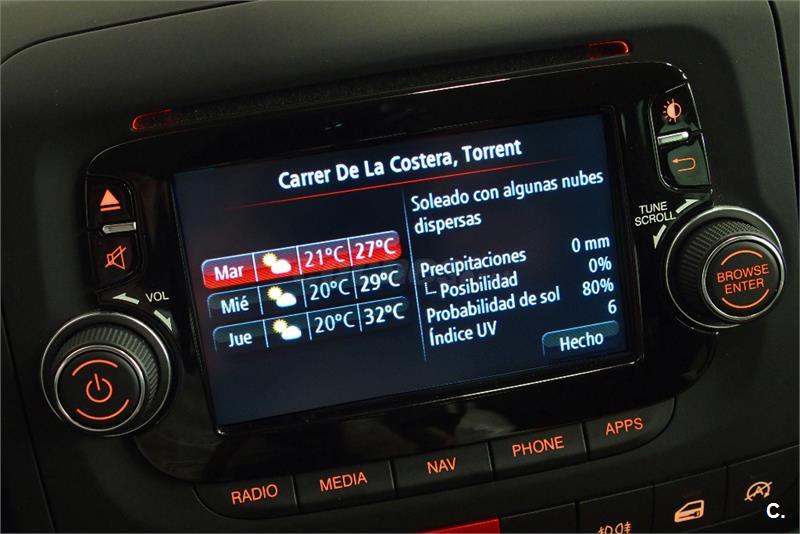 Carrer De La Costera, Torrent
Mar 21°C 27°C
Mié 20°C 29°C
Jue 20°C 32°C
Soleado con algunas nubes
dispersas
Precipitaciones 0 mm
Posibilidad 0%
Probabilidad de sol 80%
Índice UV 6
Hecho
VOL
TUNE
SCROLL
BROWSE
ENTER
RADIO
MEDIA
NAV
PHONE
APPS
C.